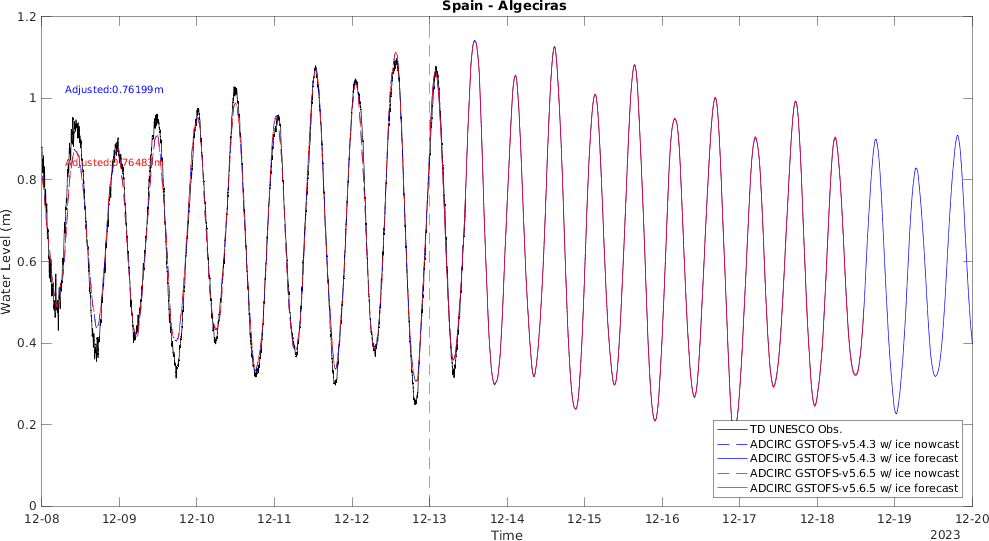 Spain - Algeciras
1.2
1
0.8
0.6
0.4
0.2
0
Water Level (m)
Adjusted:0.76199m
Adjusted:0.76483m
TD UNESCO Obs.
ADCIRC GSTOFS-v5.4.3 w/ ice nowcast
ADCIRC GSTOFS-v5.4.3 w/ ice forecast
ADCIRC GSTOFS-v5.6.5 w/ ice nowcast
ADCIRC GSTOFS-v5.6.5 w/ ice forecast
12-08 12-09 12-10 12-11 12-12 12-13 12-14 12-15 12-16 12-17 12-18 12-19 12-20
Time
2023